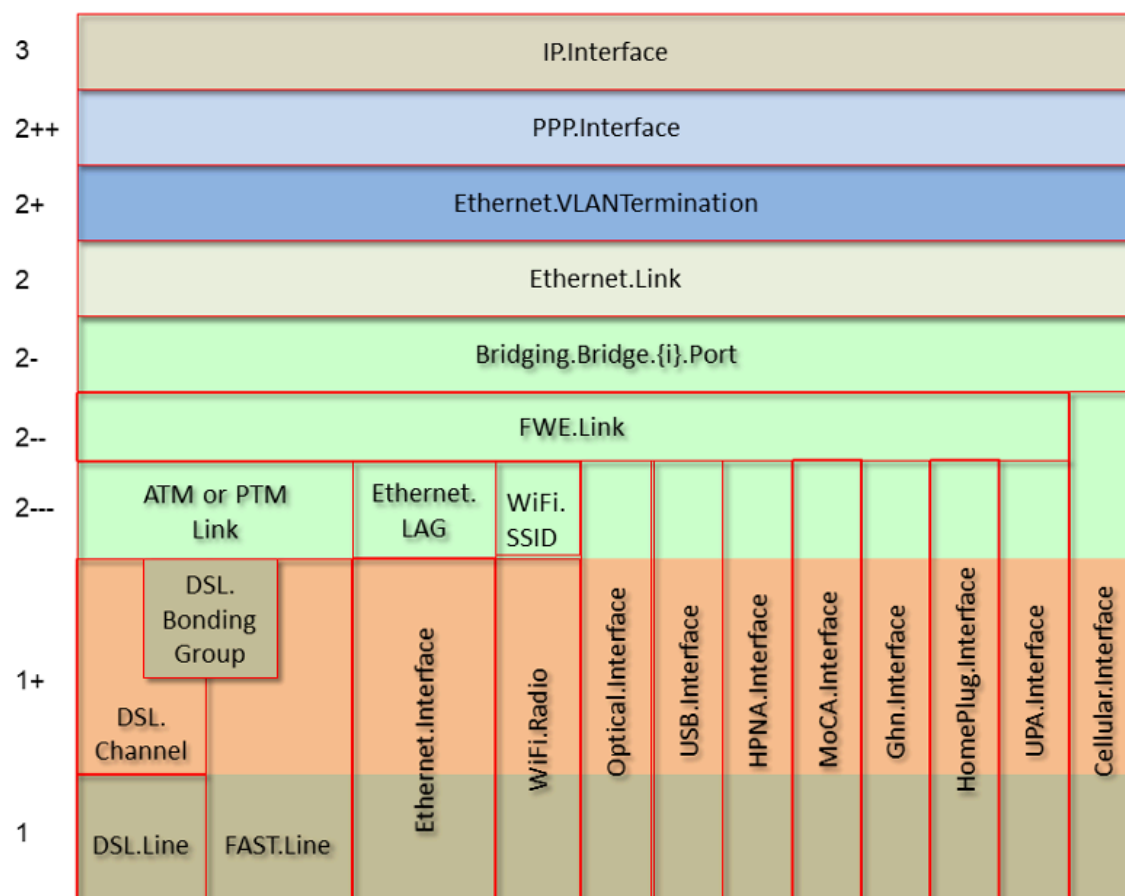 3
IP.Interface
2++
PPP.Interface
2+
Ethernet.VLANTermination
2
Ethernet.Link
2-
Bridging.Bridge.{i}.Port
2--
FWE.Link
2---
ATM or PTM
Link
Ethernet.
LAG
WiFi.
SSID
1+
DSL.
Bonding
Group
DSL.
Channel
Ethernet.Interface
WiFi.Radio
Optical.Interface
USB.Interface
HPNA.Interface
MoCA.Interface
Ghn.Interface
HomePlug.Interface
UPA.Interface
Cellular.Interface
1
DSL.Line
FAST.Line